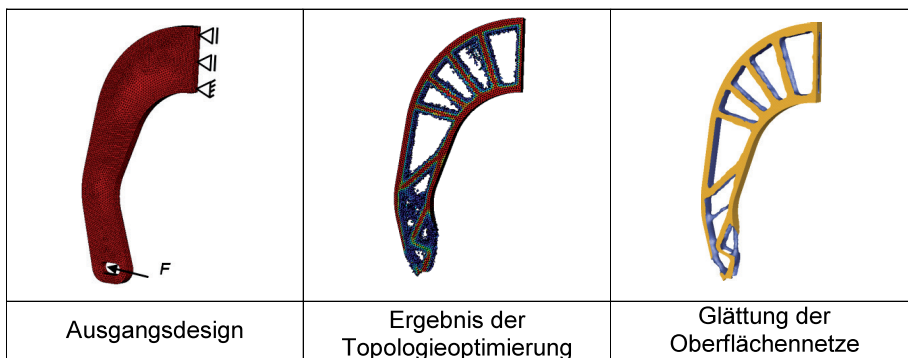 F
Ausgangsdesign
Ergebnis der
Topologieoptimierung
Glättung der
Oberflächennetze